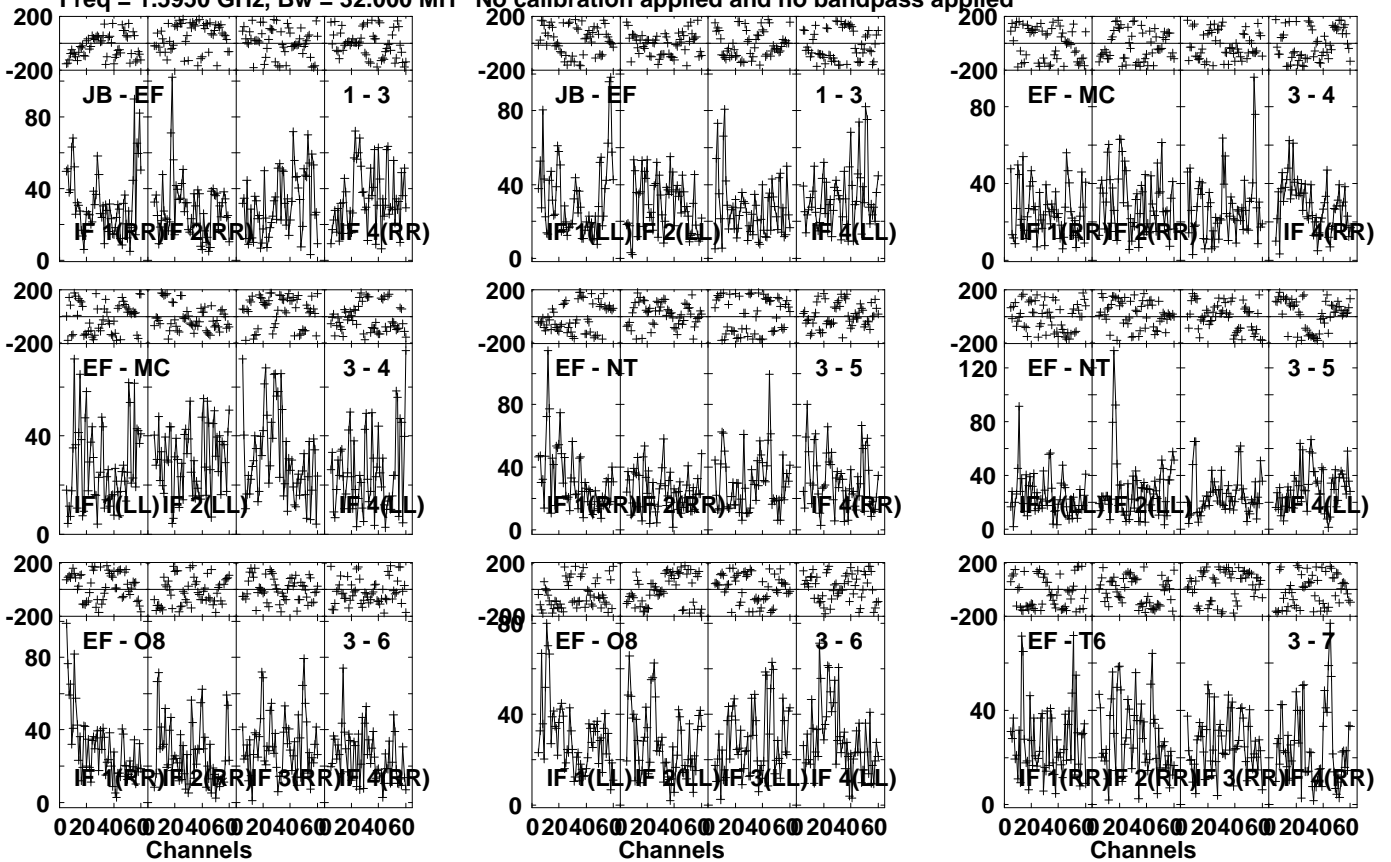 Freq = 1.5950 GHz, Bw = 32.000 MH No calibration applied and no bandpass applied
200
-200
JB - EF 1 - 3
80
40
0
IF 1(RR) IF 2(RR) IF 4(RR)
200
-200
JB - EF 1 - 3
80
40
0
IF 1(LL) IF 2(LL) IF 4(LL)
200
-200
EF - MC 3 - 4
80
40
0
IF 1(RR) IF 2(RR) IF 4(RR)
200
-200
EF - MC 3 - 4
40
0
IF 1(LL) IF 2(LL) IF 4(LL)
200
-200
EF - NT 3 - 5
80
40
0
IF 1(RR) IF 2(RR) IF 4(RR)
200
-200
EF - NT 3 - 5
120
80
40
0
IF 1(LL) IF 2(LL) IF 4(LL)
200
-200
EF - O8 3 - 6
80
40
0
IF 1(RR) IF 2(RR) IF 3(RR) IF 4(RR)
0 20 40 60 0 20 40 60 0 20 40 60 0 20 40 60
Channels
200
-200
80
EF - O8 3 - 6
40
0
IF 1(LL) IF 2(LL) IF 3(LL) IF 4(LL)
0 20 40 60 0 20 40 60 0 20 40 60 0 20 40 60
Channels
200
-200
EF - T6 3 - 7
80
40
0
IF 1(RR) IF 2(RR) IF 3(RR) IF 4(RR)
0 20 40 60 0 20 40 60 0 20 40 60 0 20 40 60
Channels